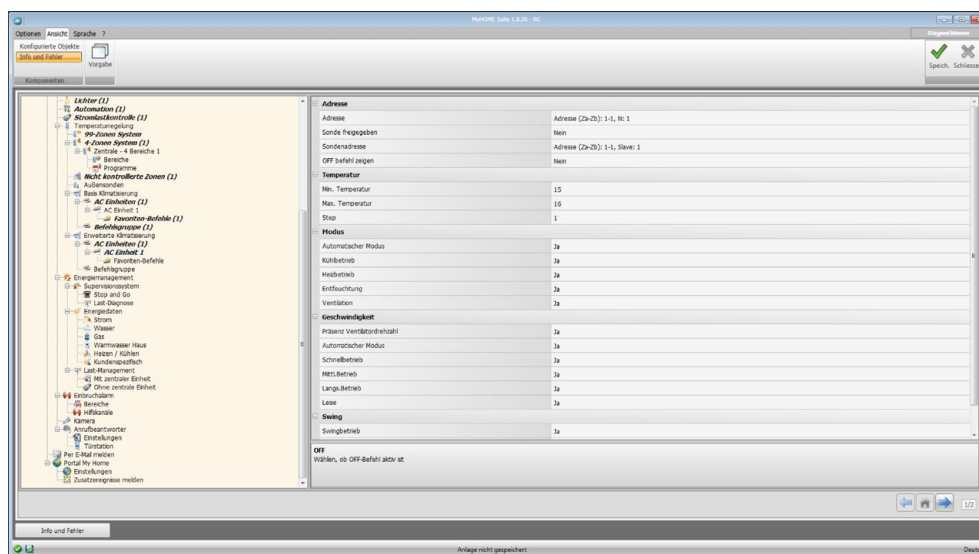 MyHOME Suite 1.0.50 - RC
Optionen Ansicht Sprache ?
Konfigurierte Objekte
Info und Fehler
Vorgabe
Komponenten
Speich. Schliesse
Lichter (1)
Automation (1)
Stromlastkontrolle (1)
Temperaturregelung
99-Zonen System
4-Zonen System (1)
Zentrale - 4 Bereiche 1
Bereiche
Programme
Nicht kontrollierte Zonen (1)
Außensonden
Basis Klimatisierung
AC Einheiten (1)
AC Einheit 1
Favoriten-Befehle (1)
Befehlsgruppe (1)
Erweiterte Klimatisierung
AC Einheiten (1)
AC Einheit 1
Favoriten-Befehle
Befehlsgruppe
Energiemanagement
Supervisionssystem
Stop and Go
Last-Diagnose
Energiedaten
Strom
Wasser
Gas
Warmwasser Haus
Heizen / Kühlen
Kundenspezifisch
Last-Management
Mit zentraler Einheit
Ohne zentrale Einheit
Einbruchalarm
Bereiche
Hilfskanäle
Kamera
Anrufbeantworter
Einstellungen
Türstation
Per E-Mail melden
Portal My Home
Einstellungen
Zusatzereignisse melden
Adresse
Adresse Adresse (Za-Zb): 1-1, N: 1
Sonde freigegeben Nein
Sondenadresse Adresse (Za-Zb): 1-1, Slave: 1
OFF befehl zeigen Nein
Temperatur
Min. Temperatur 15
Max. Temperatur 16
Step 1
Modus
Automatischer Modus Ja
Kühlbetrieb Ja
Heizbetrieb Ja
Entfeuchtung Ja
Ventilation Ja
Geschwindigkeit
Präsenz Ventilatordrehzahl Ja
Automatischer Modus Ja
Schnellbetrieb Ja
Mittl.Betrieb Ja
Langs.Betrieb Ja
Leise Ja
Swing
Swingbetrieb Ja
OFF
Wählen, ob OFF-Befehl aktiv ist
1/2
Info und Fehler
Anlage nicht gespeichert
Deuts